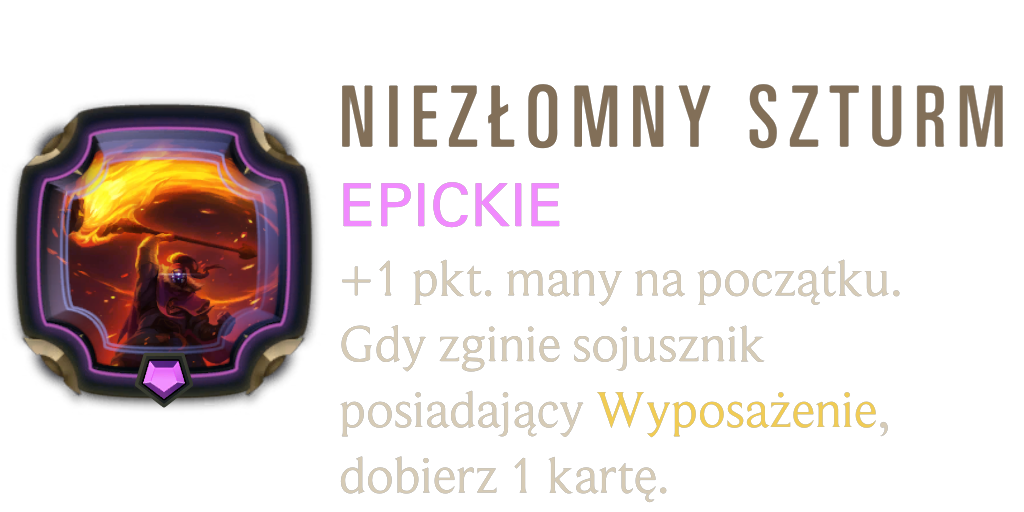 NIEZŁOMNY SZTURM
EPICKIE
+1 pkt. many na początku.
Gdy zginie sojusznik
posiadający Wyposażenie,
dobierz 1 kartę.